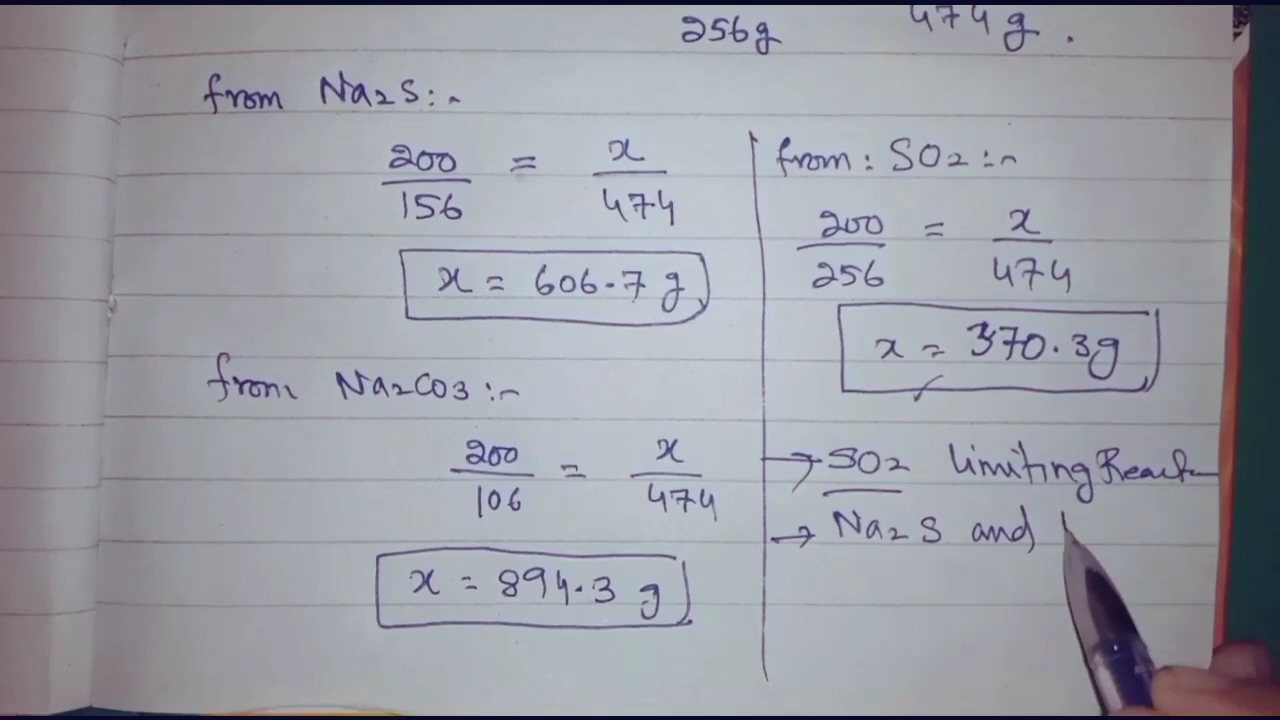 256g 474g.
from Na2S:-
200/156 = x/474
x = 606.7 g
from Na2CO3:-
200/106 = x/474
x = 894.3 g
from: SO2:-
200/256 = x/474
x = 370.3g
→ SO2 limiting
→ Na2S and